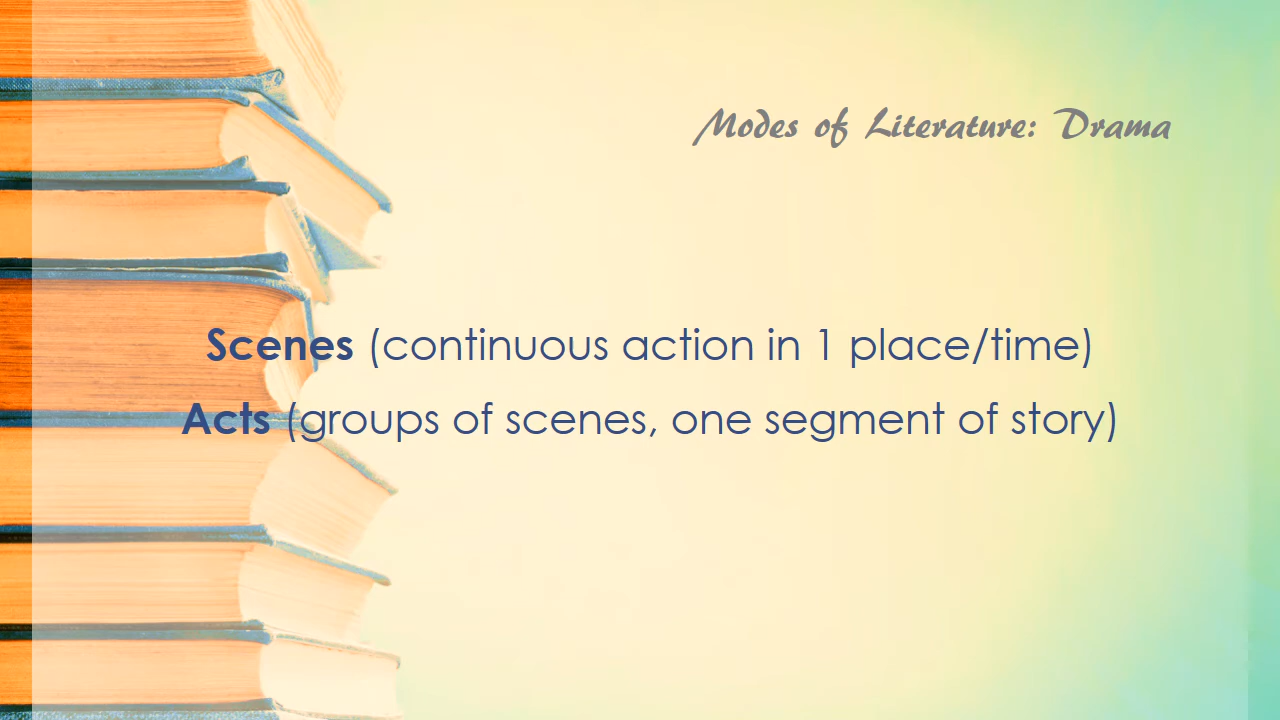 Modes of Literature: Drama
Scenes (continuous action in 1 place/time)
Acts (groups of scenes, one segment of story)